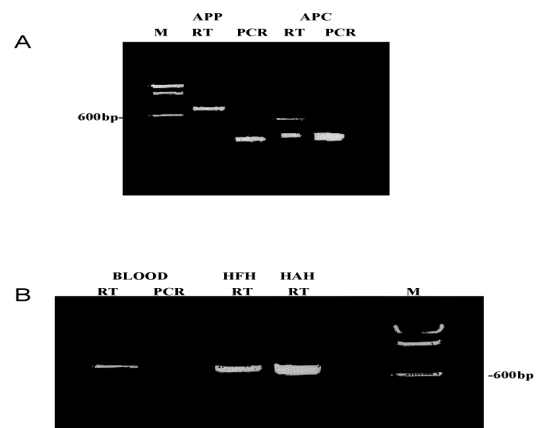 A
APP APC
M RT PCR RT PCR
600bp-
B
BLOOD HFH HAH
RT PCR RT RT M
-600bp